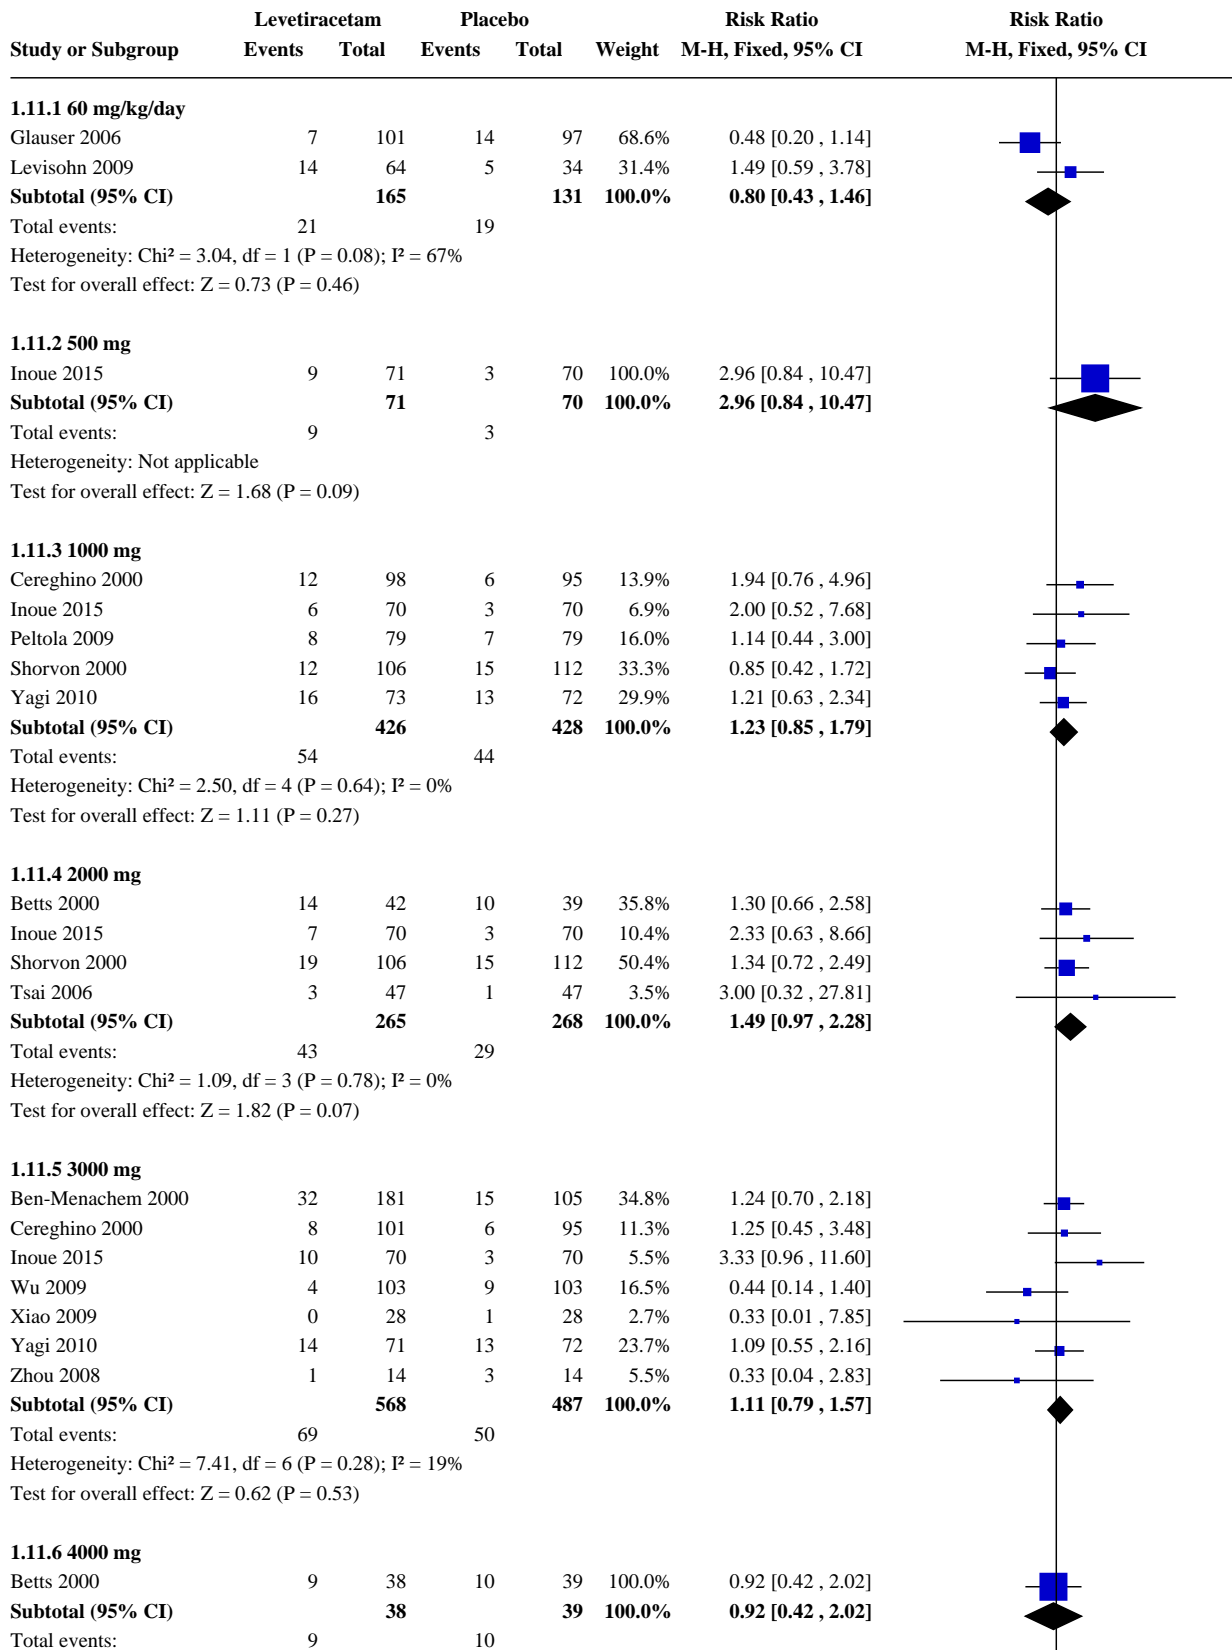 Levetiracetam Placebo Risk Ratio Risk Ratio
Study or Subgroup Events Total Events Total Weight M-H, Fixed, 95% CI M-H, Fixed, 95% CI
1.11.1 60 mg/kg/day
Glauser 2006 7 101 14 97 68.6% 0.48 [0.20 , 1.14]
Levisohn 2009 14 64 5 34 31.4% 1.49 [0.59 , 3.78]
Subtotal (95% CI) 165 131 100.0% 0.80 [0.43 , 1.46]
Total events: 21 19
Heterogeneity: Chi² = 3.04, df = 1 (P = 0.08); I² = 67%
Test for overall effect: Z = 0.73 (P = 0.46)
1.11.2 500 mg
Inoue 2015 9 71 3 70 100.0% 2.96 [0.84 , 10.47]
Subtotal (95% CI) 71 70 100.0% 2.96 [0.84 , 10.47]
Total events: 9 3
Heterogeneity: Not applicable
Test for overall effect: Z = 1.68 (P = 0.09)
1.11.3 1000 mg
Cereghino 2000 12 98 6 95 13.9% 1.94 [0.76 , 4.96]
Inoue 2015 6 70 3 70 6.9% 2.00 [0.52 , 7.68]
Peltola 2009 8 79 7 79 16.0% 1.14 [0.44 , 3.00]
Shorvon 2000 12 106 15 112 33.3% 0.85 [0.42 , 1.72]
Yagi 2010 16 73 13 72 29.9% 1.21 [0.63 , 2.34]
Subtotal (95% CI) 426 428 100.0% 1.23 [0.85 , 1.79]
Total events: 54 44
Heterogeneity: Chi² = 2.50, df = 4 (P = 0.64); I² = 0%
Test for overall effect: Z = 1.11 (P = 0.27)
1.11.4 2000 mg
Betts 2000 14 42 10 39 35.8% 1.30 [0.66 , 2.58]
Inoue 2015 7 70 3 70 10.4% 2.33 [0.63 , 8.66]
Shorvon 2000 19 106 15 112 50.4% 1.34 [0.72 , 2.49]
Tsai 2006 3 47 1 47 3.5% 3.00 [0.32 , 27.81]
Subtotal (95% CI) 265 268 100.0% 1.49 [0.97 , 2.28]
Total events: 43 29
Heterogeneity: Chi² = 1.09, df = 3 (P = 0.78); I² = 0%
Test for overall effect: Z = 1.82 (P = 0.07)
1.11.5 3000 mg
Ben-Menachem 2000 32 181 15 105 34.8% 1.24 [0.70 , 2.18]
Cereghino 2000 8 101 6 95 11.3% 1.25 [0.45 , 3.48]
Inoue 2015 10 70 3 70 5.5% 3.33 [0.96 , 11.60]
Wu 2009 4 103 9 103 16.5% 0.44 [0.14 , 1.40]
Xiao 2009 0 28 1 28 2.7% 0.33 [0.01 , 7.85]
Yagi 2010 14 71 13 72 23.7% 1.09 [0.55 , 2.16]
Zhou 2008 1 14 3 14 5.5% 0.33 [0.04 , 2.83]
Subtotal (95% CI) 568 487 100.0% 1.11 [0.79 , 1.57]
Total events: 69 50
Heterogeneity: Chi² = 7.41, df = 6 (P = 0.28); I² = 19%
Test for overall effect: Z = 0.62 (P = 0.53)
1.11.6 4000 mg
Betts 2000 9 38 10 39 100.0% 0.92 [0.42 , 2.02]
Subtotal (95% CI) 38 39 100.0% 0.92 [0.42 , 2.02]
Total events: 9 10